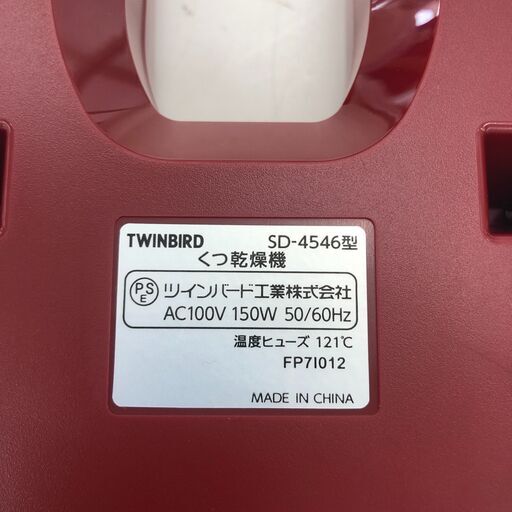 TWINBIRD SD-4546型
くつ乾燥機
PSE ツインバード工業株式会社
AC100V 150W 50/60Hz
温度ヒューズ 121℃
FP7I012
MADE IN CHINA